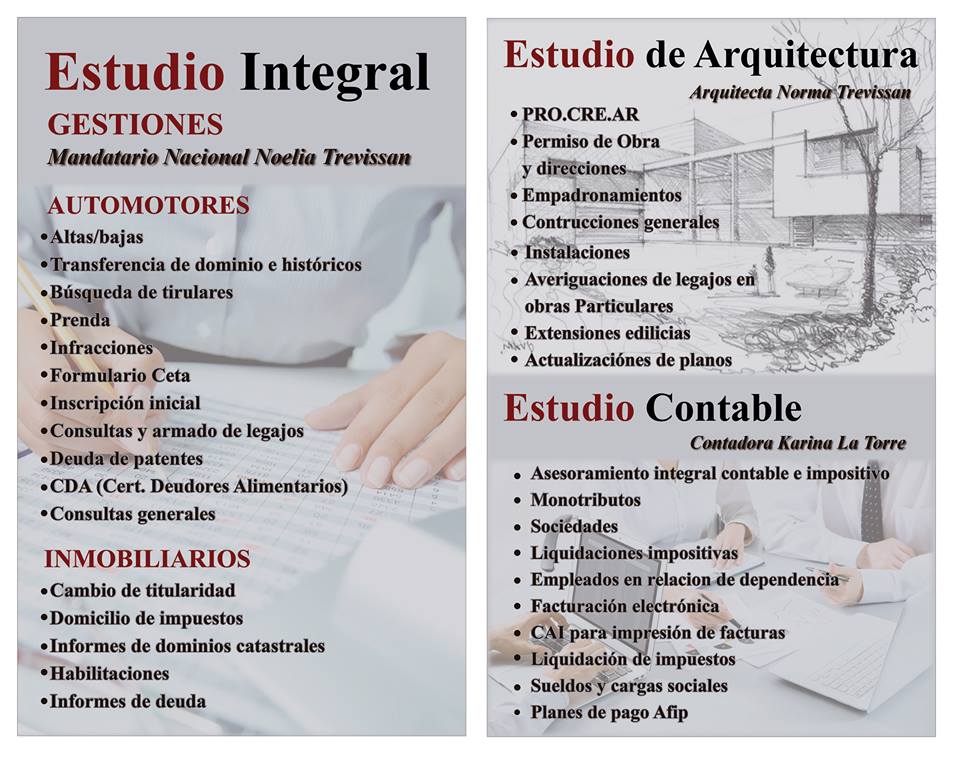 Estudio Integral
GESTIONES
Mandatario Nacional Noelia Trevissan
AUTOMOTORES
•Altas/bajas
•Transferencia de dominio e históricos
•Búsqueda de tirulares
•Prenda
•Infracciones
•Formulario Ceta
•Inscripción inicial
•Consultas y armado de legajos
•Deuda de patentes
•CDA (Cert. Deudores Alimentarios)
•Consultas generales
INMOBILIARIOS
•Cambio de titularidad
•Domicilio de impuestos
•Informes de dominios catastrales
•Habilitaciones
•Informes de deuda
Estudio de Arquitectura
Arquitecta Norma Trevissan
• PRO.CRE.AR
• Permiso de Obra
y direcciones
• Empadronamientos
• Contrucciones generales
• Instalaciones
• Averiguaciones de legajos en
obras Particulares
• Extensiones edilicias
• Actualizaciónes de planos
Estudio Contable
Contadora Karina La Torre
• Asesoramiento integral contable e impositivo
• Monotributos
• Sociedades
• Liquidaciones impositivas
• Empleados en relacion de dependencia
• Facturación electrónica
• CAI para impresión de facturas
• Liquidación de impuestos
• Sueldos y cargas sociales
• Planes de pago Afip